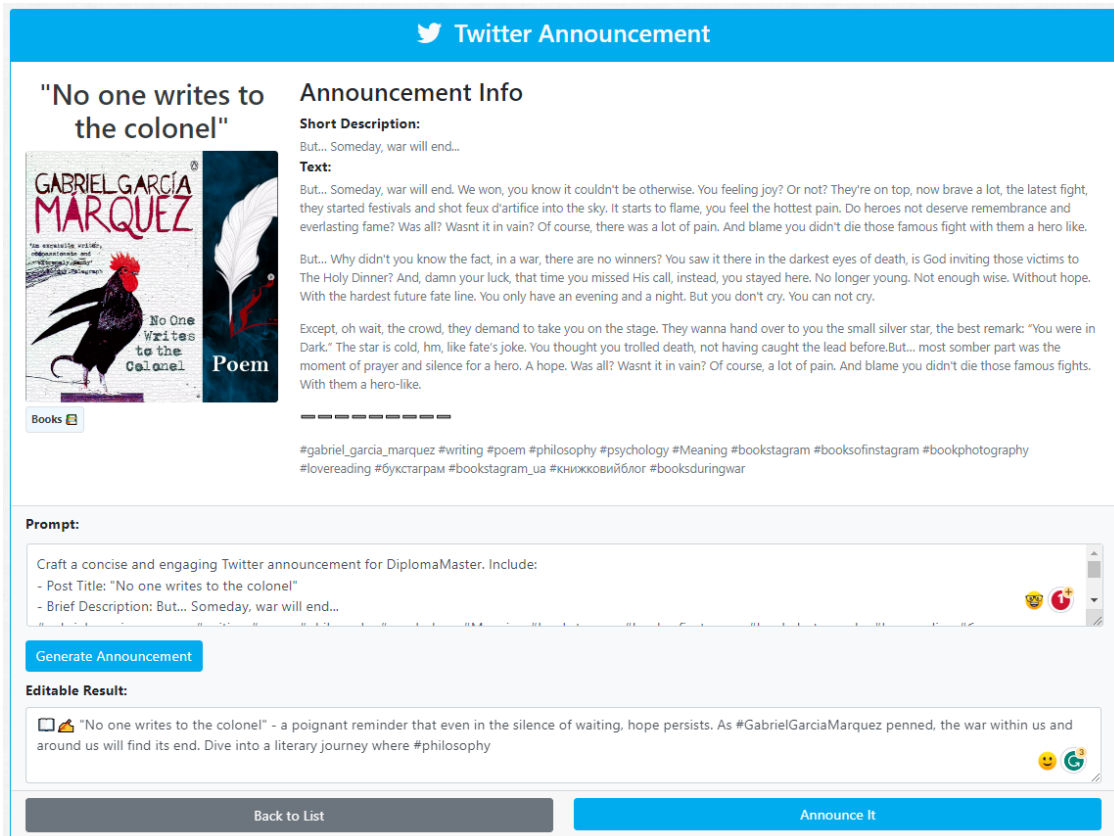 Twitter Announcement
"No one writes to
the colonel"
GABRIEL GARCÍA
MÁRQUEZ
"An exquisite writer,
compassionate and
extremely funny"
Sunday Telegraph
No One
Writes
to the
Colonel
Poem
Books
Announcement Info
Short Description:
But... Someday, war will end...
Text:
But... Someday, war will end. We won, you know it couldn't be otherwise. You feeling joy? Or not? They're on top, now brave a lot, the latest fight,
they started festivals and shot feux d'artifice into the sky. It starts to flame, you feel the hottest pain. Do heroes not deserve remembrance and
everlasting fame? Was all? Wasnt it in vain? Of course, there was a lot of pain. And blame you didn't die those famous fight with them a hero like.
But... Why didn't you know the fact, in a war, there are no winners? You saw it there in the darkest eyes of death, is God inviting those victims to
The Holy Dinner? And, damn your luck, that time you missed His call, instead, you stayed here. No longer young. Not enough wise. Without hope.
With the hardest future fate line. You only have an evening and a night. But you don't cry. You can not cry.
Except, oh wait, the crowd, they demand to take you on the stage. They wanna hand over to you the small silver star, the best remark: “You were in
Dark.” The star is cold, hm, like fate's joke. You thought you trolled death, not having caught the lead before.But... most somber part was the
moment of prayer and silence for a hero. A hope. Was all? Wasnt it in vain? Of course, a lot of pain. And blame you didn't die those famous fights.
With them a hero-like.
#gabriel_garcia_marquez #writing #poem #philosophy #psychology #Meaning #bookstagram #booksofinstagram #bookphotography
#lovereading #букстаграм #bookstagram_ua #книжковийблог #booksduringwar
Prompt:
Craft a concise and engaging Twitter announcement for DiplomaMaster. Include:
- Post Title: "No one writes to the colonel"
- Brief Description: But... Someday, war will end...
1+
Generate Announcement
Editable Result:
"No one writes to the colonel" - a poignant reminder that even in the silence of waiting, hope persists. As #GabrielGarciaMarquez penned, the war within us and
around us will find its end. Dive into a literary journey where #philosophy
3
Back to List
Announce It